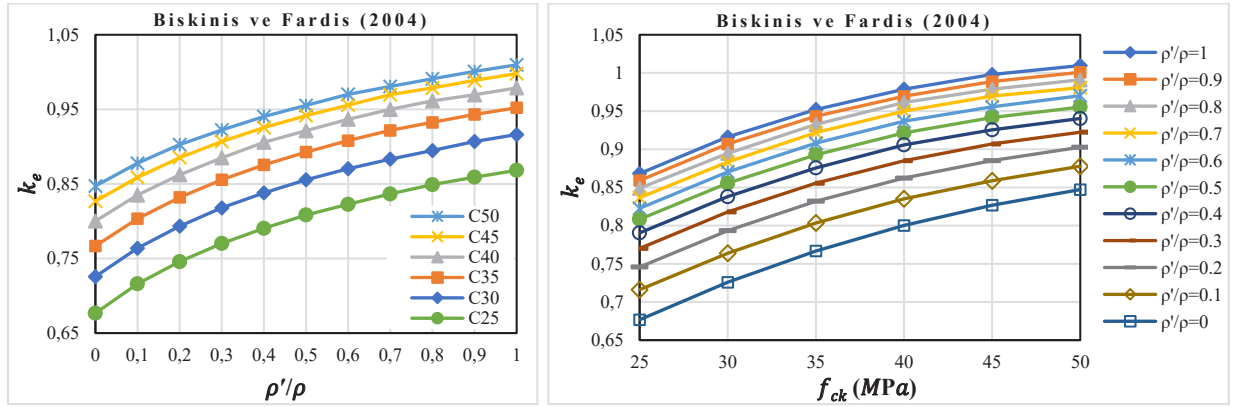 Biskinis ve Fardis (2004)
1,05
0,95
0,85
0,75
0,65
k_e
0 0,1 0,2 0,3 0,4 0,5 0,6 0,7 0,8 0,9 1
ρ'/ρ
C50
C45
C40
C35
C30
C25
Biskinis ve Fardis (2004)
1,05
1
0,95
0,9
0,85
0,8
0,75
0,7
0,65
k_e
25 30 35 40 45 50
f_ck (MPa)
ρ'/ρ=1
ρ'/ρ=0.9
ρ'/ρ=0.8
ρ'/ρ=0.7
ρ'/ρ=0.6
ρ'/ρ=0.5
ρ'/ρ=0.4
ρ'/ρ=0.3
ρ'/ρ=0.2
ρ'/ρ=0.1
ρ'/ρ=0